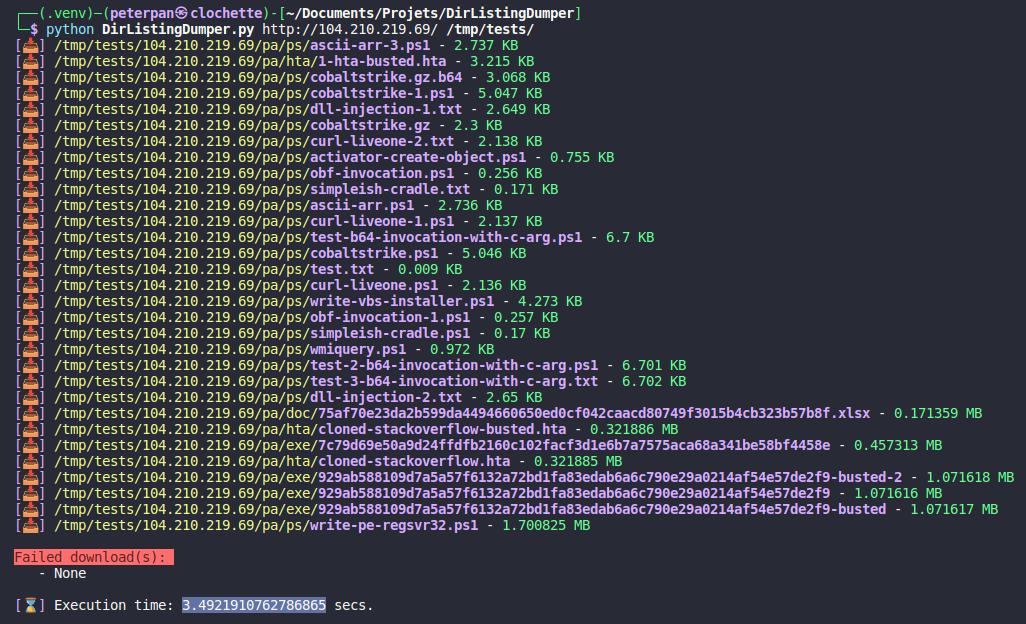 ┌──(.venv)─(peterpan㉿clochette)-[~/Documents/Projets/DirListingDumper]
└─$ python DirListingDumper.py http://104.210.219.69/ /tmp/tests/
[📥] /tmp/tests/104.210.219.69/pa/ps/ascii-arr-3.ps1 - 2.737 KB
[📥] /tmp/tests/104.210.219.69/pa/hta/1-hta-busted.hta - 3.215 KB
[📥] /tmp/tests/104.210.219.69/pa/ps/cobaltstrike.gz.b64 - 3.068 KB
[📥] /tmp/tests/104.210.219.69/pa/ps/cobaltstrike-1.ps1 - 5.047 KB
[📥] /tmp/tests/104.210.219.69/pa/ps/dll-injection-1.txt - 2.649 KB
[📥] /tmp/tests/104.210.219.69/pa/ps/cobaltstrike.gz - 2.3 KB
[📥] /tmp/tests/104.210.219.69/pa/ps/curl-liveone-2.txt - 2.138 KB
[📥] /tmp/tests/104.210.219.69/pa/ps/activator-create-object.ps1 - 0.755 KB
[📥] /tmp/tests/104.210.219.69/pa/ps/obf-invocation.ps1 - 0.256 KB
[📥] /tmp/tests/104.210.219.69/pa/ps/simpleish-cradle.txt - 0.171 KB
[📥] /tmp/tests/104.210.219.69/pa/ps/ascii-arr.ps1 - 2.736 KB
[📥] /tmp/tests/104.210.219.69/pa/ps/curl-liveone-1.ps1 - 2.137 KB
[📥] /tmp/tests/104.210.219.69/pa/ps/test-b64-invocation-with-c-arg.ps1 - 6.7 KB
[📥] /tmp/tests/104.210.219.69/pa/ps/cobaltstrike.ps1 - 5.046 KB
[📥] /tmp/tests/104.210.219.69/pa/ps/test.txt - 0.009 KB
[📥] /tmp/tests/104.210.219.69/pa/ps/curl-liveone.ps1 - 2.136 KB
[📥] /tmp/tests/104.210.219.69/pa/ps/write-vbs-installer.ps1 - 4.273 KB
[📥] /tmp/tests/104.210.219.69/pa/ps/obf-invocation-1.ps1 - 0.257 KB
[📥] /tmp/tests/104.210.219.69/pa/ps/simpleish-cradle.ps1 - 0.17 KB
[📥] /tmp/tests/104.210.219.69/pa/ps/wmiquery.ps1 - 0.972 KB
[📥] /tmp/tests/104.210.219.69/pa/ps/test-2-b64-invocation-with-c-arg.ps1 - 6.701 KB
[📥] /tmp/tests/104.210.219.69/pa/ps/test-3-b64-invocation-with-c-arg.txt - 6.702 KB
[📥] /tmp/tests/104.210.219.69/pa/ps/dll-injection-2.txt - 2.65 KB
[📥] /tmp/tests/104.210.219.69/pa/doc/75af70e23da2b599da4494660650ed0cf042caacd80749f3015b4cb323b57b8f.xlsx - 0.171359 MB
[📥] /tmp/tests/104.210.219.69/pa/hta/cloned-stackoverflow-busted.hta - 0.321886 MB
[📥] /tmp/tests/104.210.219.69/pa/exe/7c79d69e50a9d24ffdfb2160c102facf3d1e6b7a7575aca68a341be58bf4458e - 0.457313 MB
[📥] /tmp/tests/104.210.219.69/pa/hta/cloned-stackoverflow.hta - 0.321885 MB
[📥] /tmp/tests/104.210.219.69/pa/exe/929ab588109d7a5a57f6132a72bd1fa83edab6a6c790e29a0214af54e57de2f9-busted-2 - 1.071618 MB
[📥] /tmp/tests/104.210.219.69/pa/exe/929ab588109d7a5a57f6132a72bd1fa83edab6a6c790e29a0214af54e57de2f9 - 1.071616 MB
[📥] /tmp/tests/104.210.219.69/pa/exe/929ab588109d7a5a57f6132a72bd1fa83edab6a6c790e29a0214af54e57de2f9-busted - 1.071617 MB
[📥] /tmp/tests/104.210.219.69/pa/ps/write-pe-regsvr32.ps1 - 1.700825 MB
Failed download(s):
- None
[⌛] Execution time: 3.4921910762786865 secs.